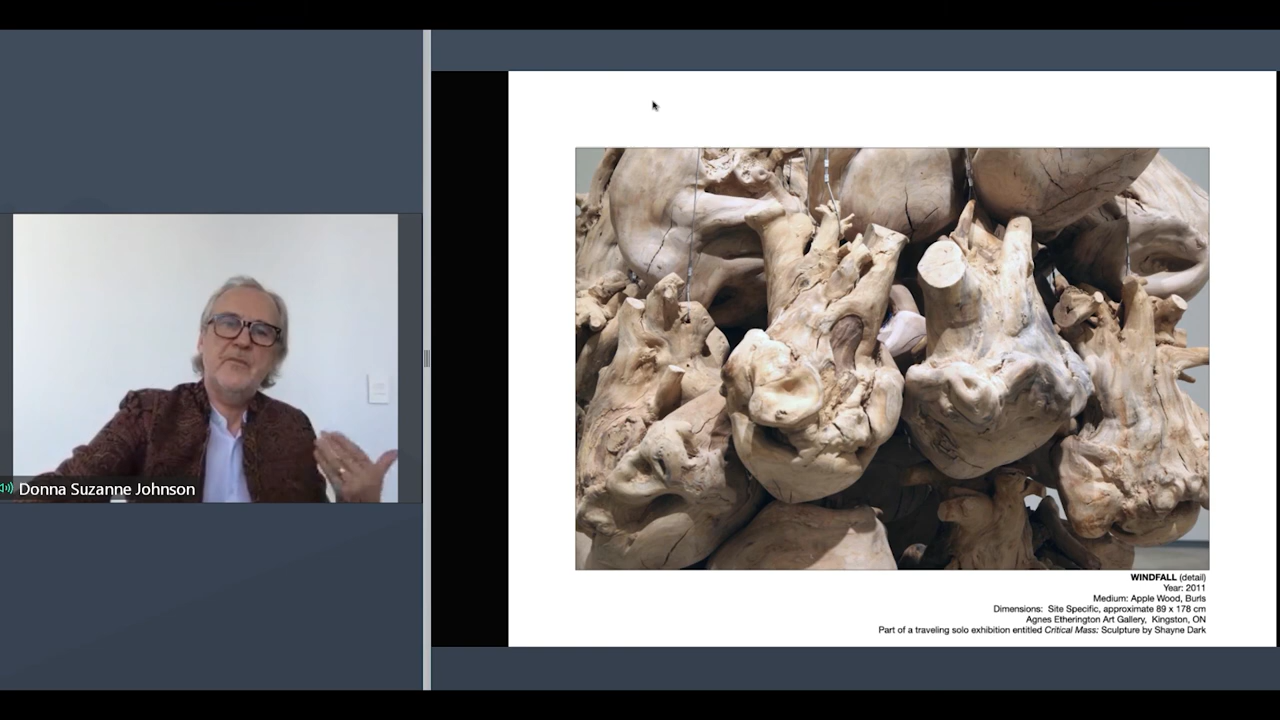 Donna Suzanne Johnson
WINDFALL (detail)
Year: 2011
Medium: Apple Wood, Burls
Dimensions: Site Specific, approximate 89 x 178 cm
Agnes Etherington Art Gallery, Kingston, ON
Part of a traveling solo exhibition entitled Critical Mass: Sculpture by Shayne Dark